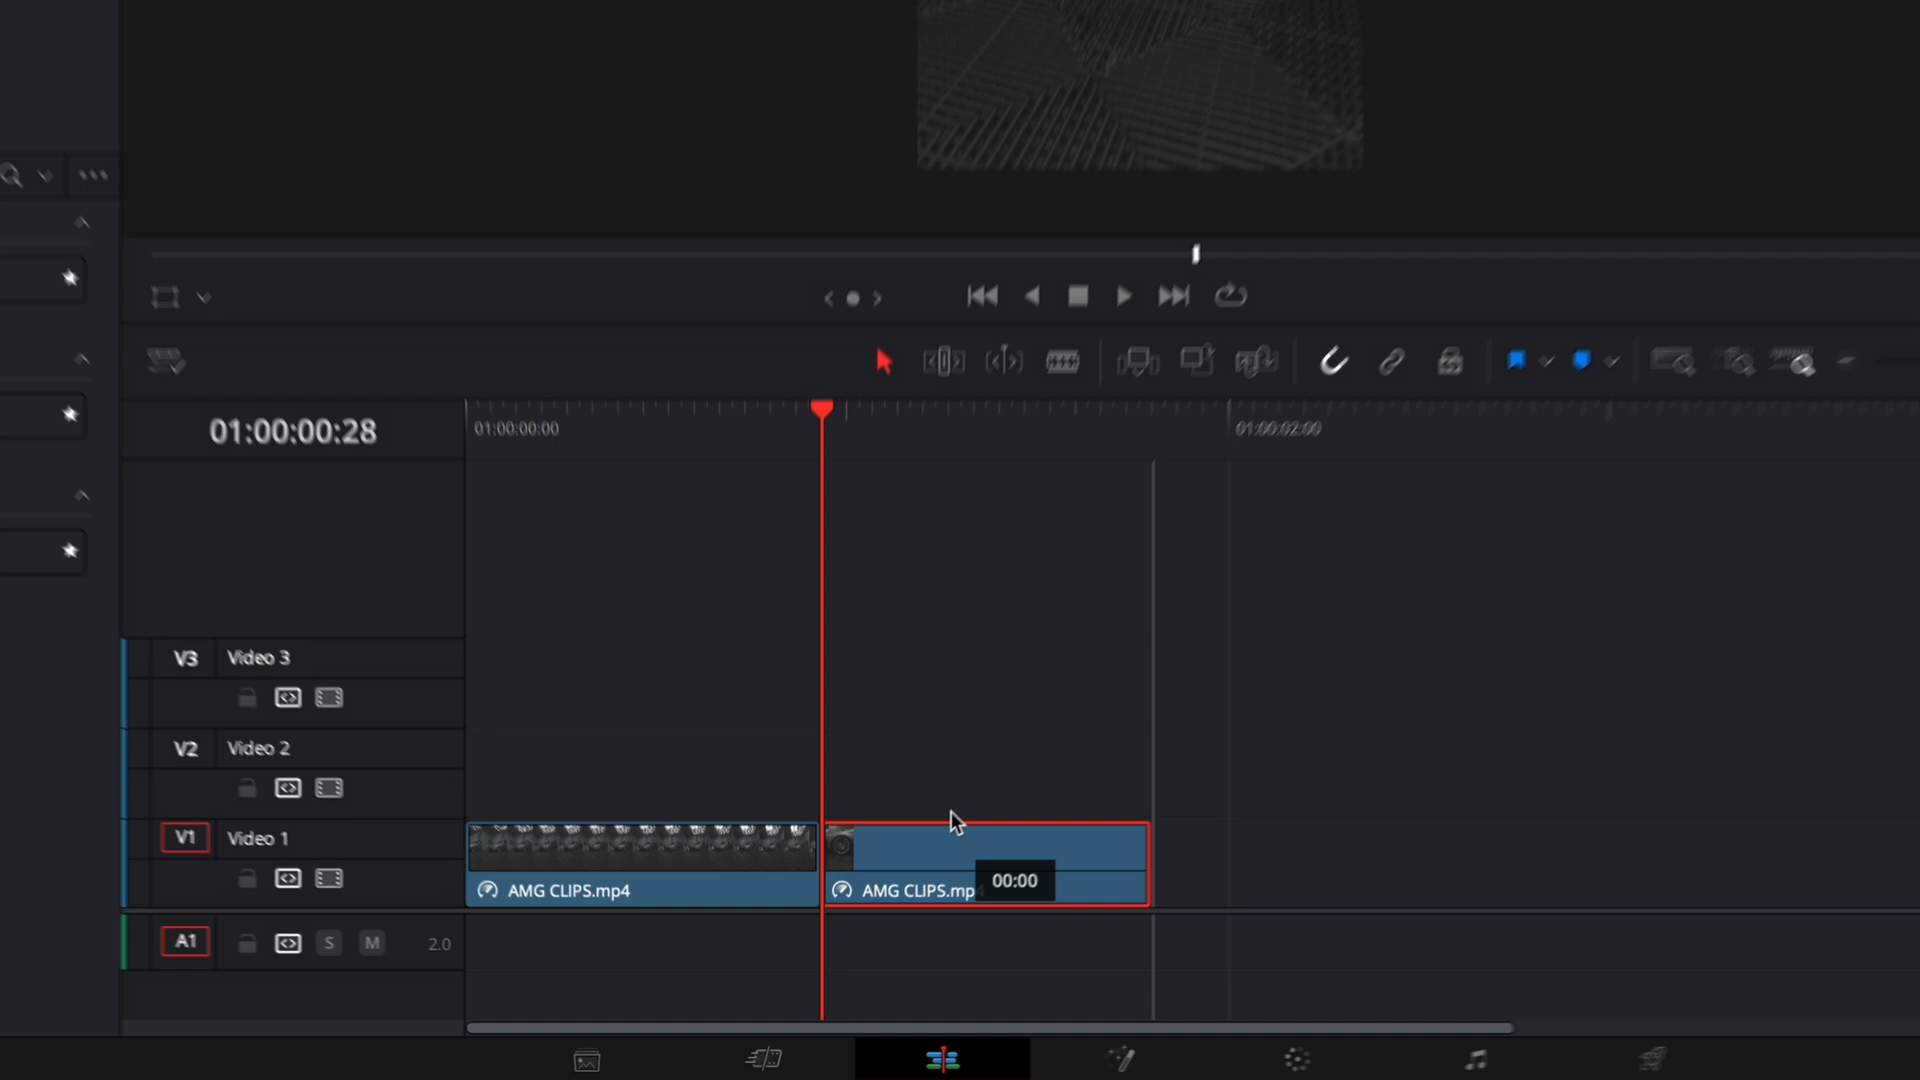 01:00:00:28
01:00:00:00
01:00:02:00
V3 Video 3
V2 Video 2
V1 Video 1
AMG CLIPS.mp4
AMG CLIPS.mp
00:00
A1 S M 2.0